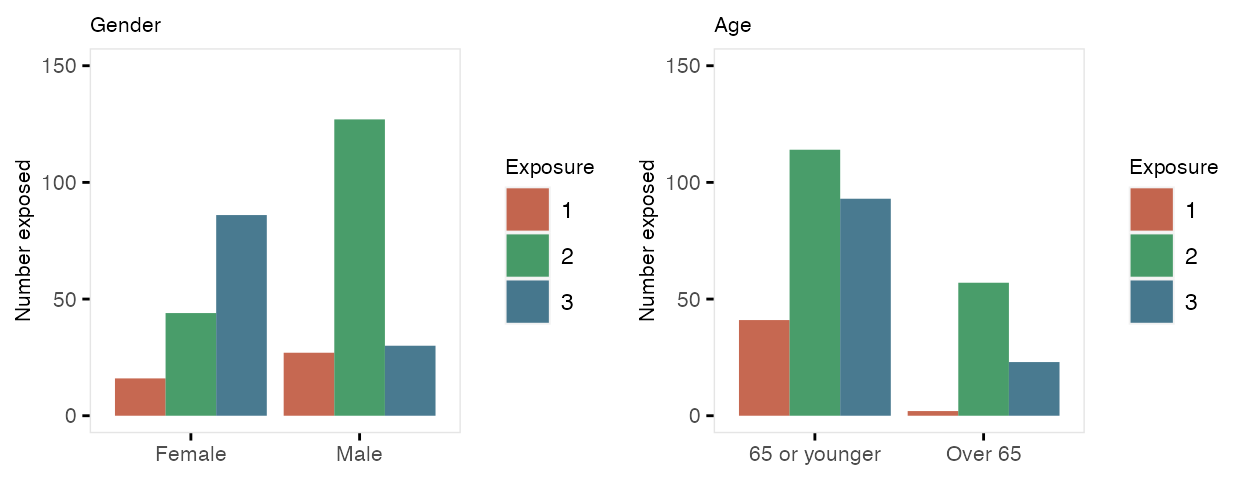 Gender
150
100
50
0
Number exposed
Female Male
Exposure
1
2
3
Age
150
100
50
0
Number exposed
65 or younger Over 65
Exposure
1
2
3